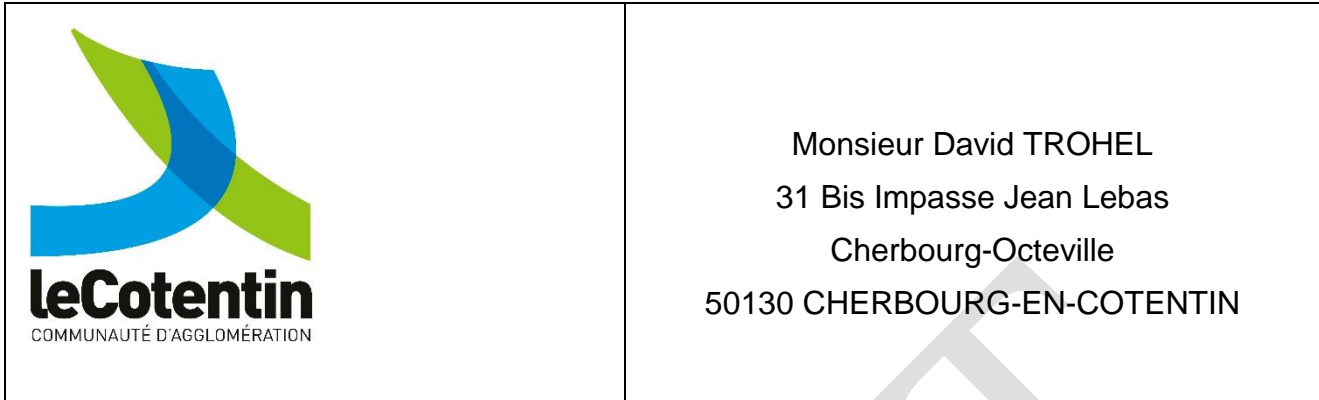 leCotentin
COMMUNAUTÉ D'AGGLOMÉRATION
Monsieur David TROHEL
31 Bis Impasse Jean Lebas
Cherbourg-Octeville
50130 CHERBOURG-EN-COTENTIN